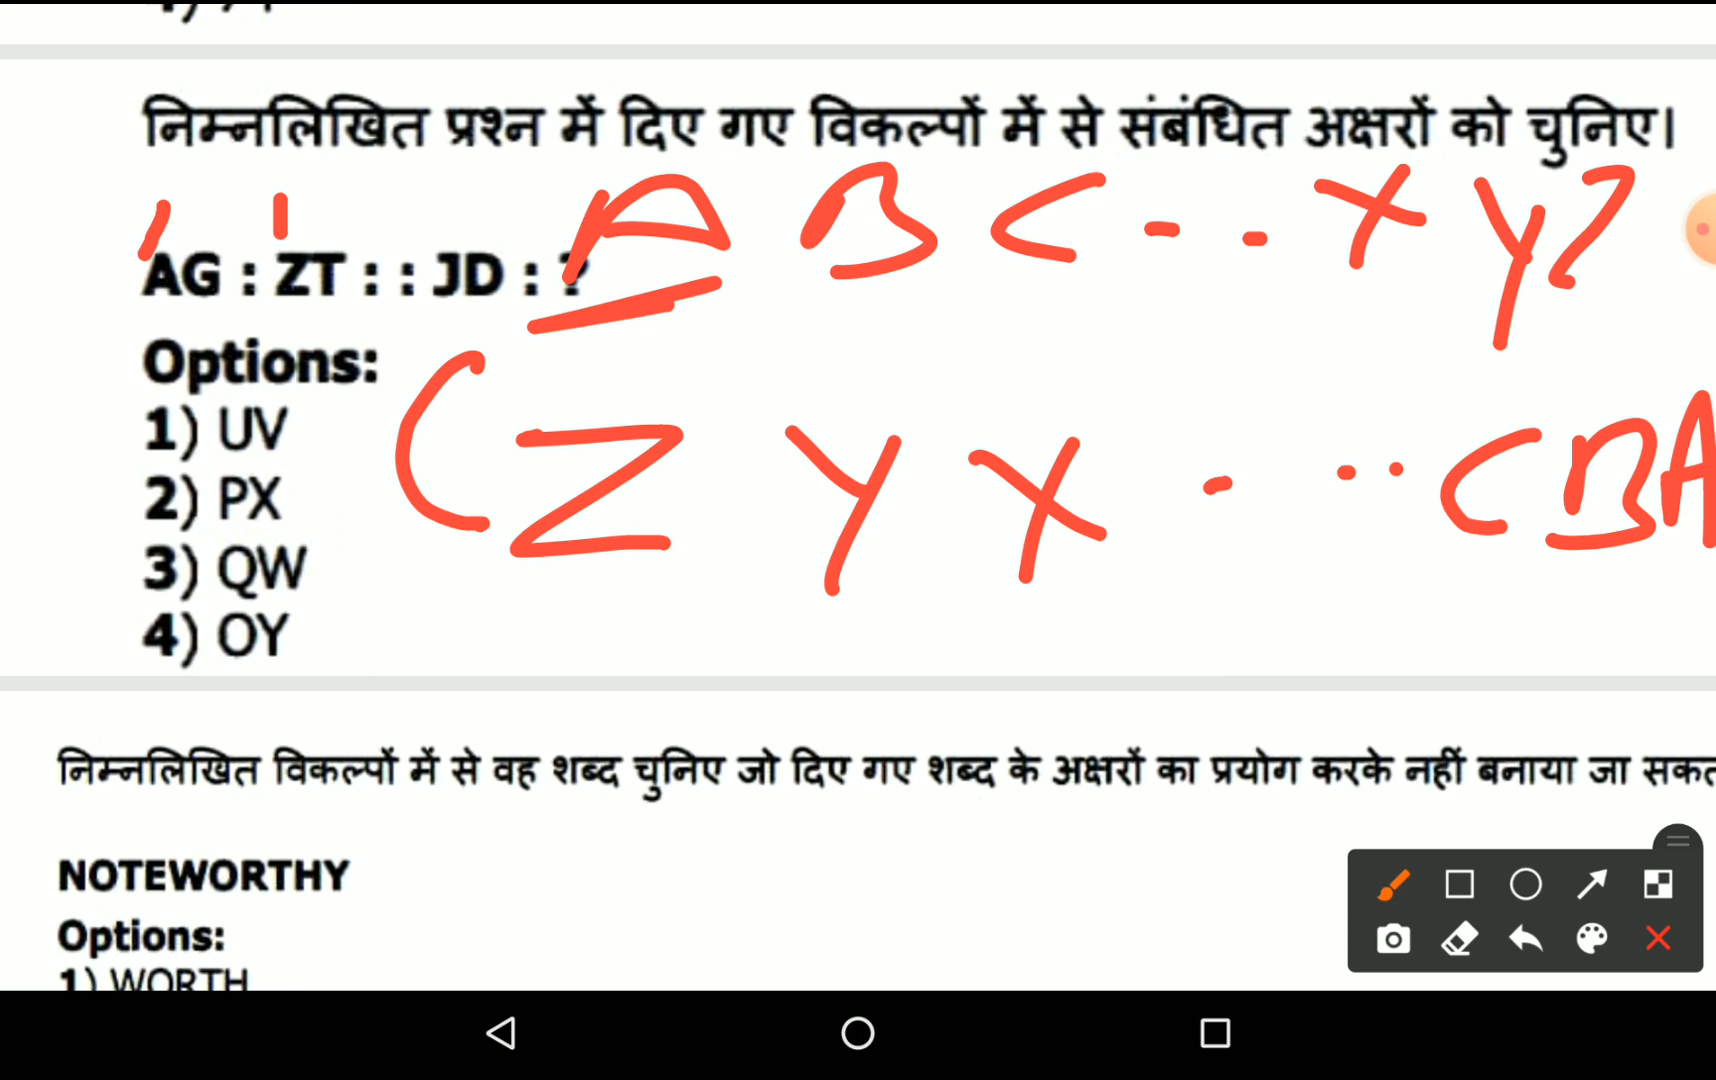 निम्नलिखित प्रश्न में दिए गए विकल्पों में से संबंधित अक्षरों को चुनिए।
A B C - - X Y Z
AG : ZT : : JD : ?
Options:
(Z Y X - .. C B A
1) UV
2) PX
3) QW
4) OY
निम्नलिखित विकल्पों में से वह शब्द चुनिए जो दिए गए शब्द के अक्षरों का प्रयोग करके नहीं बनाया जा
NOTEWORTHY
Options:
1) WORTH